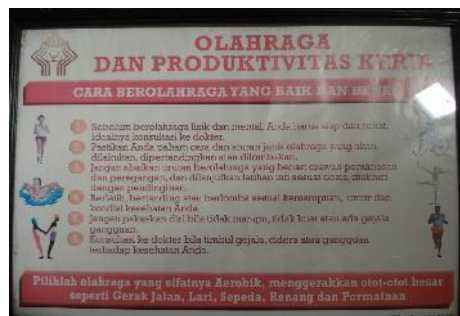 OLAHRAGA
DAN PRODUKTIVITAS KERJA
CARA BEROLAHRAGA YANG BAIK DAN BENAR
Sebelum berolahraga fisik dan mental, Anda harus siap dan sehat.
Idealnya konsultasi ke dokter.
Pastikan Anda paham cara dan aturan jenis olahraga yang akan
dilakukan, dipertandingkan atau dilombakan.
Jangan abaikan urutan berolahraga yang benar: diawali pemanasan
dan peregangan, dan dilanjutkan latihan inti sesuai dosis, diakhiri
dengan pendinginan.
Berlatih, bertanding atau berlomba sesuai kemampuan, umur dan
kondisi kesehatan Anda.
Jangan paksakan diri bila tidak mampu, tidak kuat atau ada gejala
gangguan.
Konsultasi ke dokter bila timbul gejala, cidera atau gangguan
terhadap kesehatan Anda.
Pilihlah olahraga yang sifatnya Aerobik, menggerakkan otot-otot besar
seperti Gerak Jalan, Lari, Sepeda, Renang dan Permainan